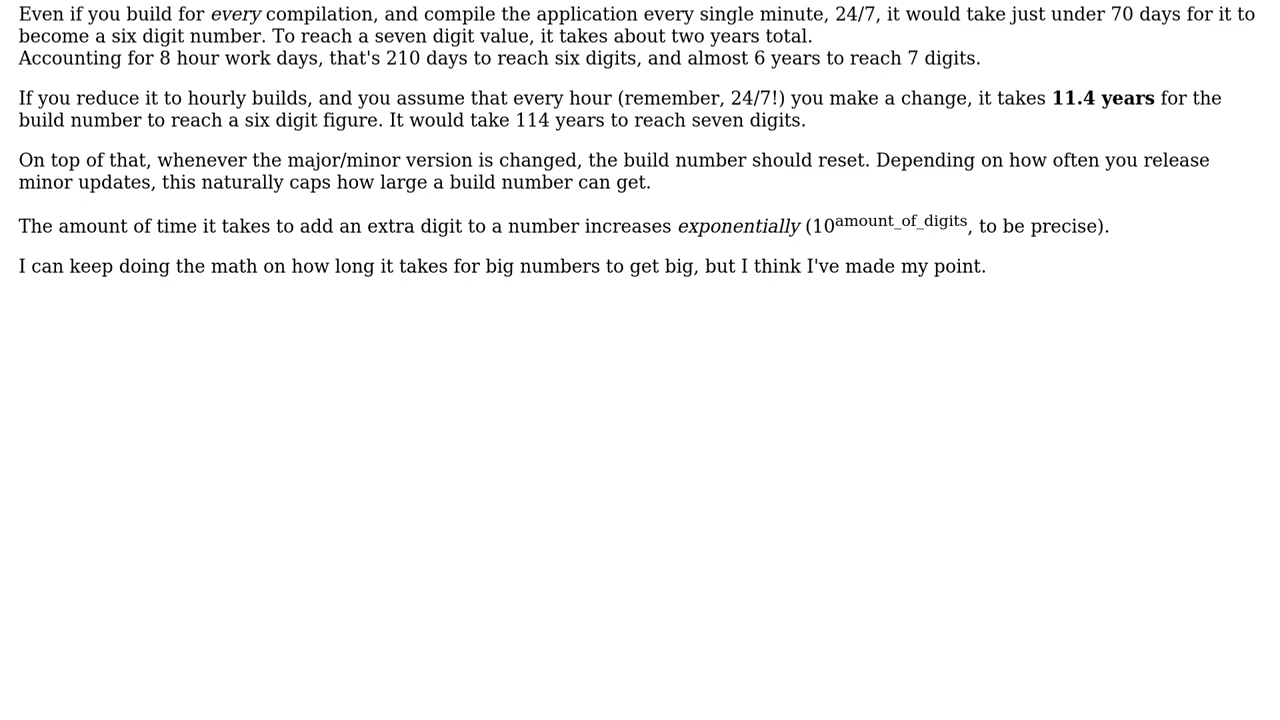 Even if you build for every compilation, and compile the application every single minute, 24/7, it would take just under 70 days for it to
become a six digit number. To reach a seven digit value, it takes about two years total.
Accounting for 8 hour work days, that's 210 days to reach six digits, and almost 6 years to reach 7 digits.
If you reduce it to hourly builds, and you assume that every hour (remember, 24/7!) you make a change, it takes 11.4 years for the
build number to reach a six digit figure. It would take 114 years to reach seven digits.
On top of that, whenever the major/minor version is changed, the build number should reset. Depending on how often you release
minor updates, this naturally caps how large a build number can get.
The amount of time it takes to add an extra digit to a number increases exponentially (10amount_of_digits, to be precise).
I can keep doing the math on how long it takes for big numbers to get big, but I think I've made my point.